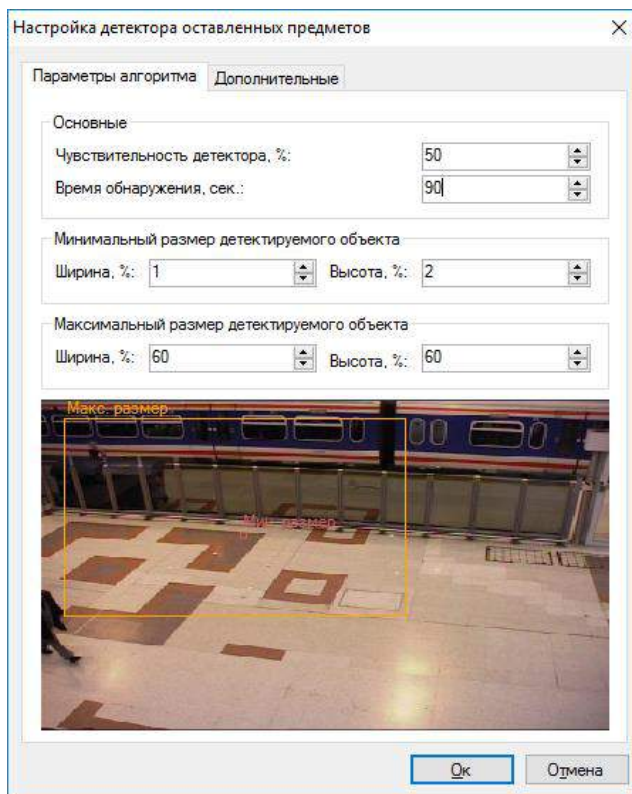 Настройка детектора оставленных предметов
Параметры алгоритма Дополнительные
Основные
Чувствительность детектора, %: 50
Время обнаружения, сек.: 90
Минимальный размер детектируемого объекта
Ширина, %: 1 Высота, %: 2
Максимальный размер детектируемого объекта
Ширина, %: 60 Высота, %: 60
Макс. размер
Мин. размер
Ок Отмена